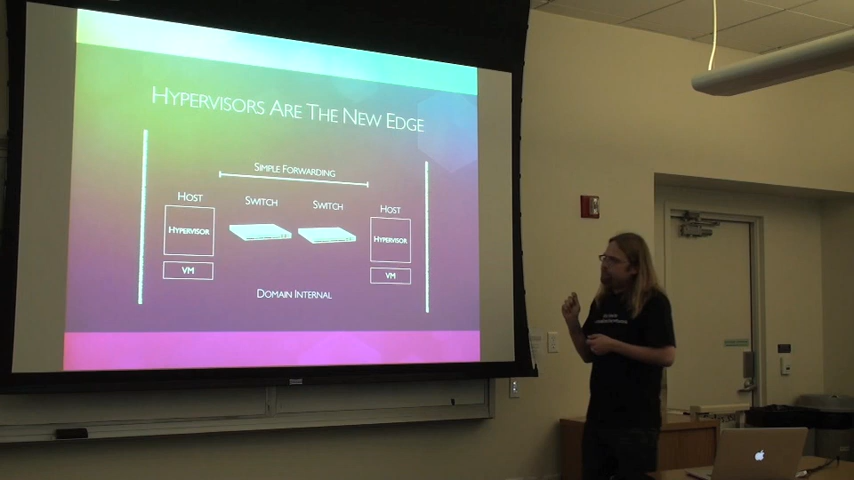 HYPERVISORS ARE THE NEW EDGE
SIMPLE FORWARDING
HOST
SWITCH
SWITCH
HOST
HYPERVISOR
HYPERVISOR
VM
VM
DOMAIN INTERNAL